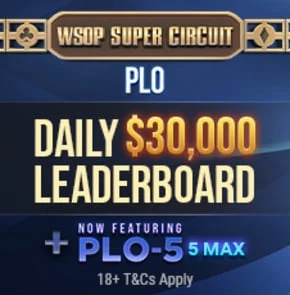 WSOP SUPER CIRCUIT
PLO
DAILY $30,000
LEADERBOARD
NOW FEATURING
+ PLO-5 5 MAX
18+ T&Cs Apply